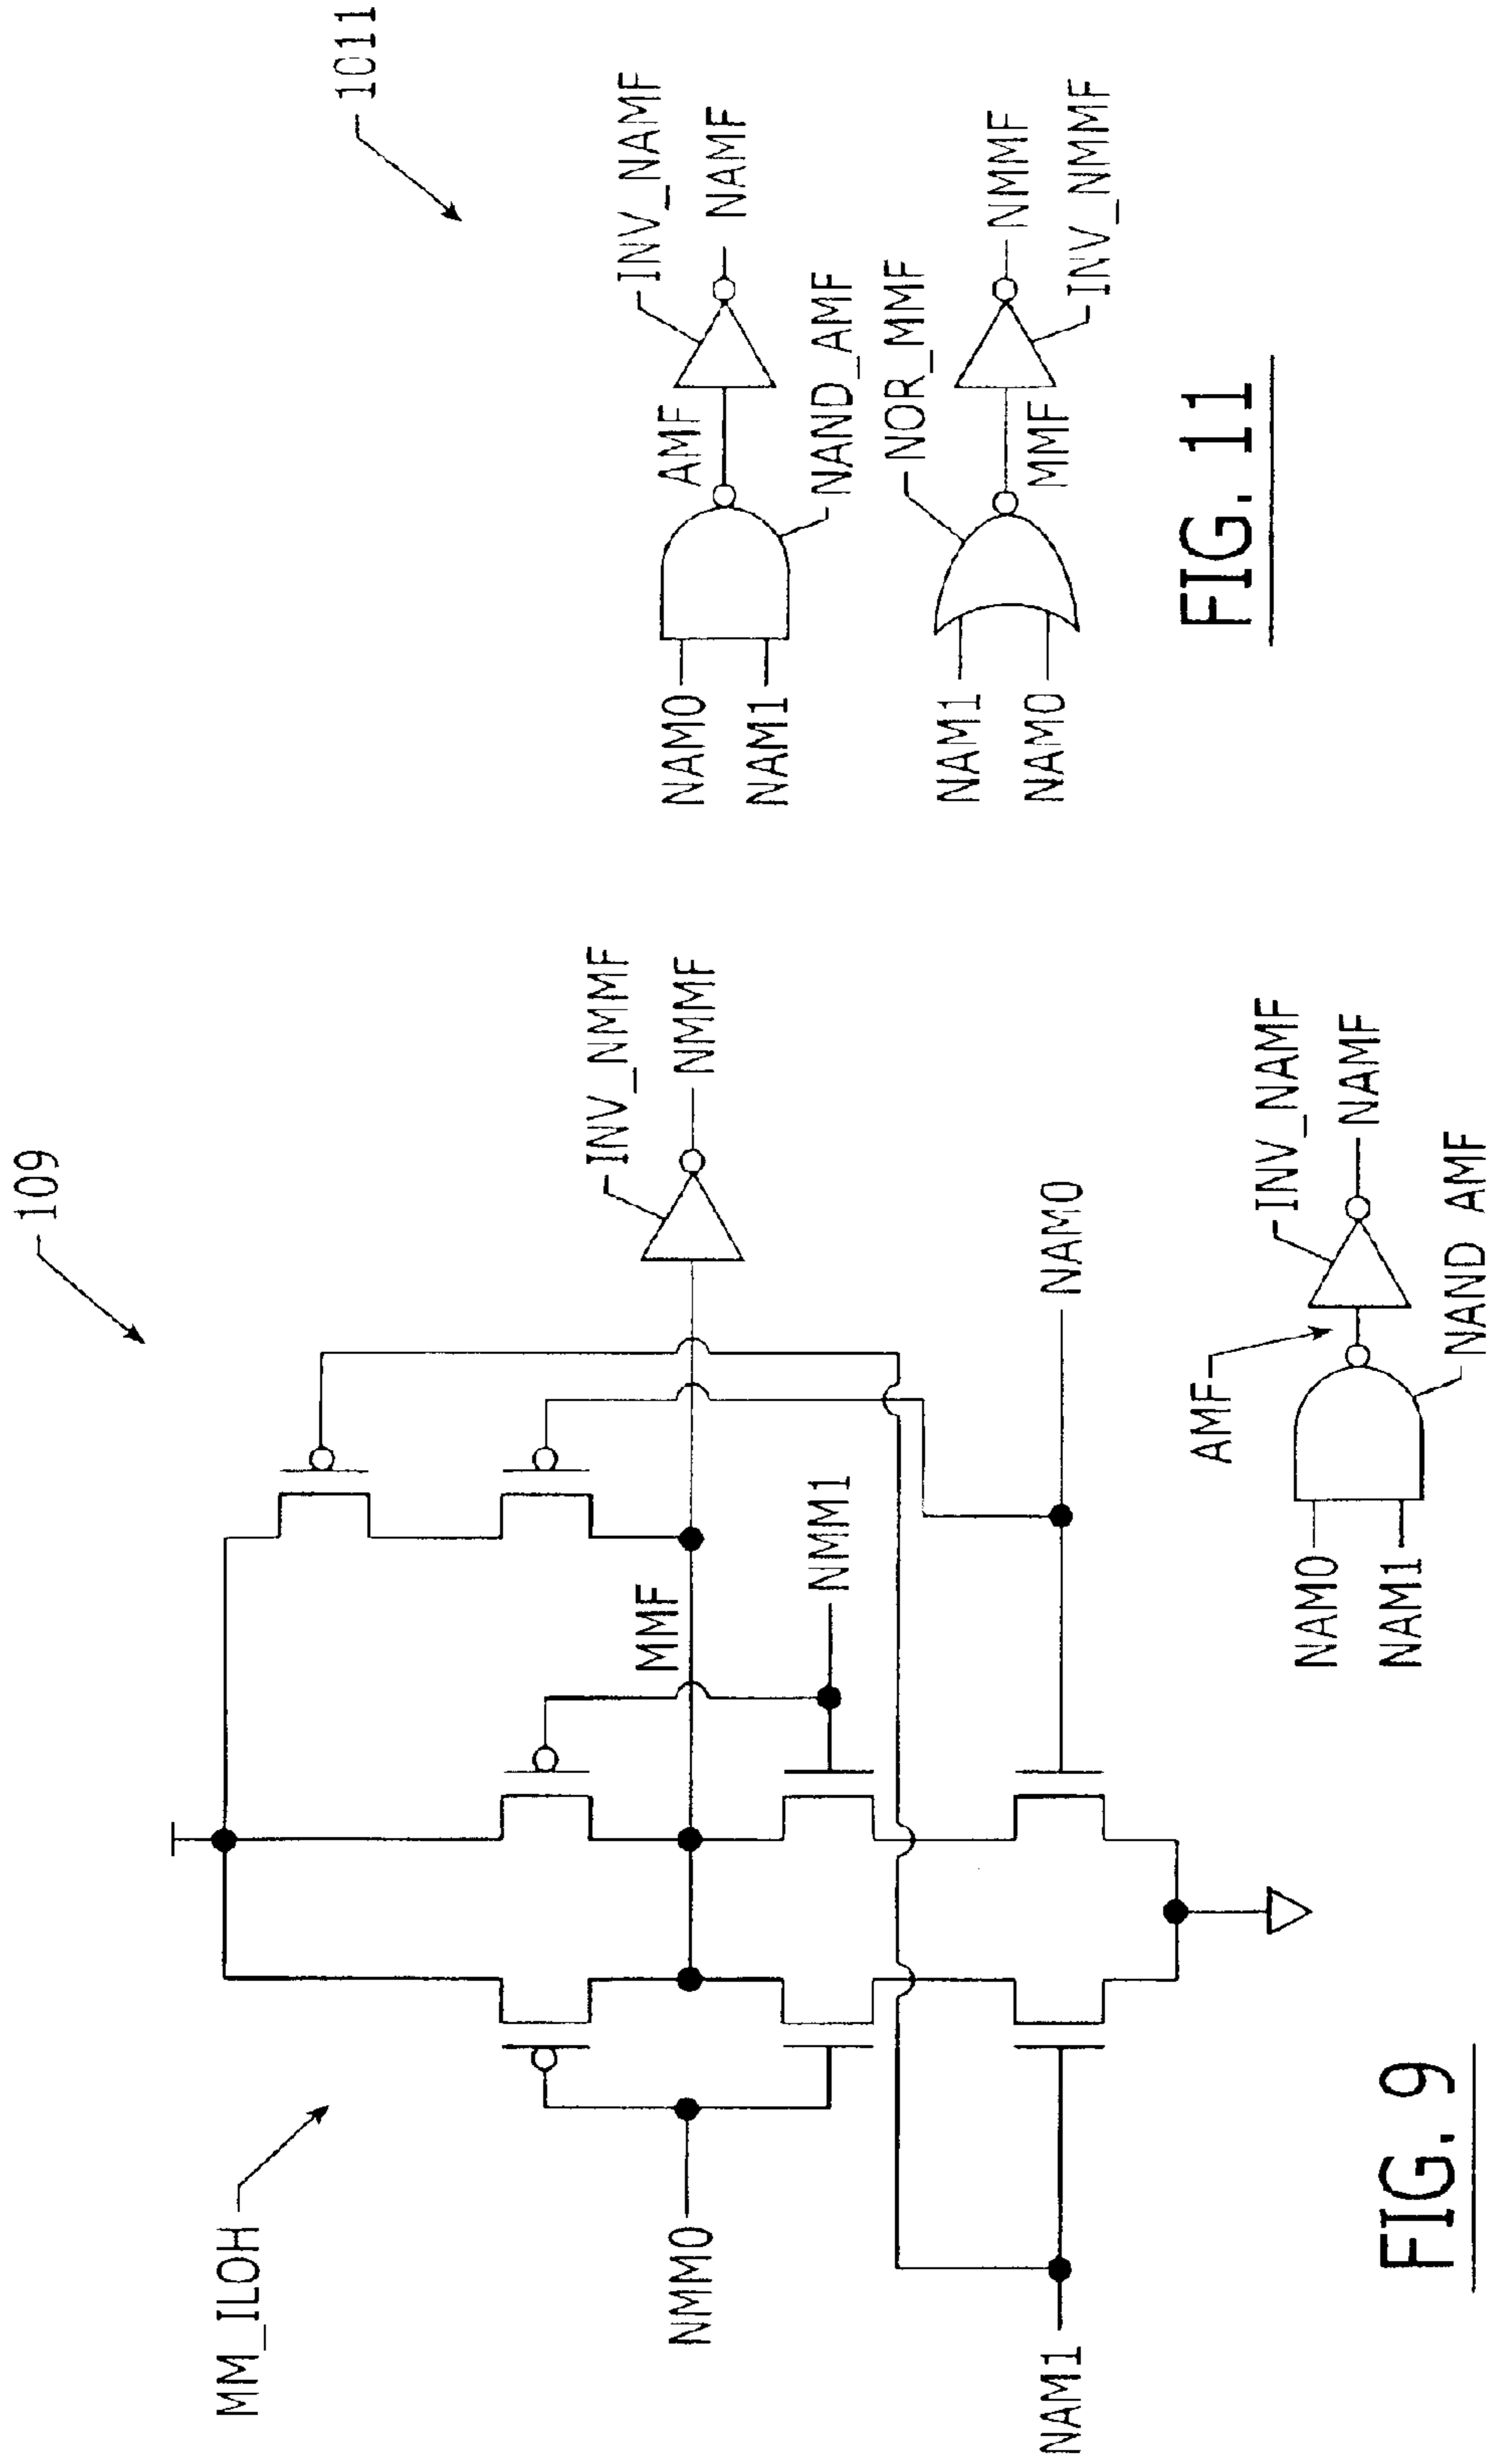 109
MM_ILOH
INV_NMMF
NMMF
MMF
NMM0
NMM1
NAM1
NAM0
AMF
INV_NAMF
NAMF
NAM0
NAM1
NAND AMF
FIG. 9
1011
INV_NAMF
NAMF
AMF
NAM0
NAM1
NAND_AMF
NOR_MMF
NMMF
NAM1
NAM0
MMF
INV_NMMF
FIG. 11